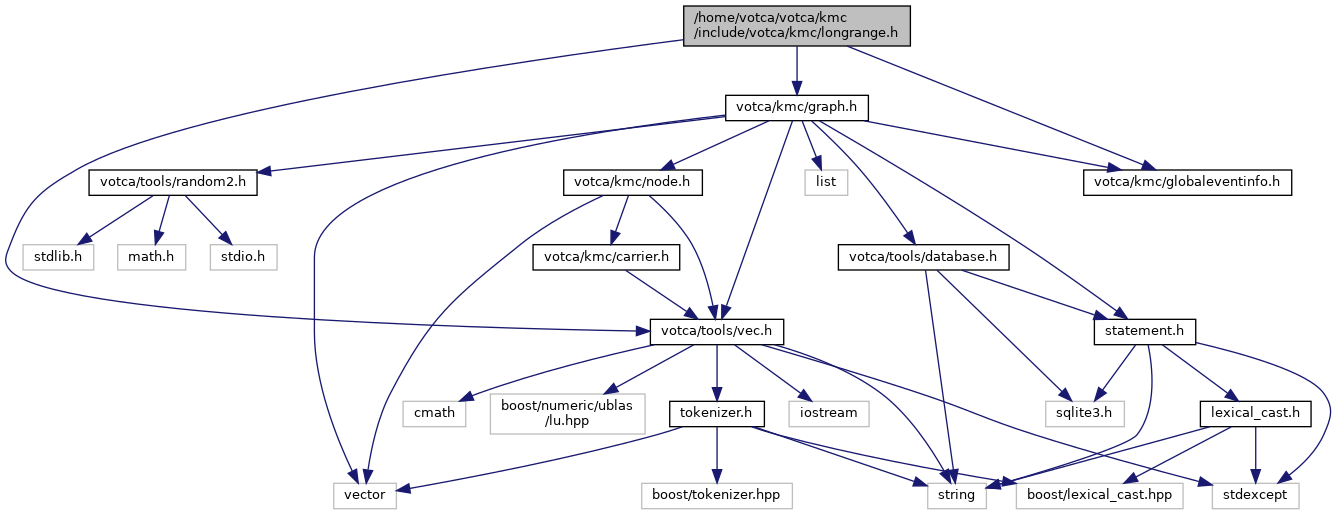 /home/votca/votca/kmc
/include/votca/kmc/longrange.h
votca/kmc/graph.h
votca/tools/random2.h
votca/kmc/node.h
list
votca/kmc/globaleventinfo.h
stdlib.h
math.h
stdio.h
votca/kmc/carrier.h
votca/tools/database.h
votca/tools/vec.h
statement.h
cmath
boost/numeric/ublas
/lu.hpp
tokenizer.h
iostream
sqlite3.h
lexical_cast.h
vector
boost/tokenizer.hpp
string
boost/lexical_cast.hpp
stdexcept